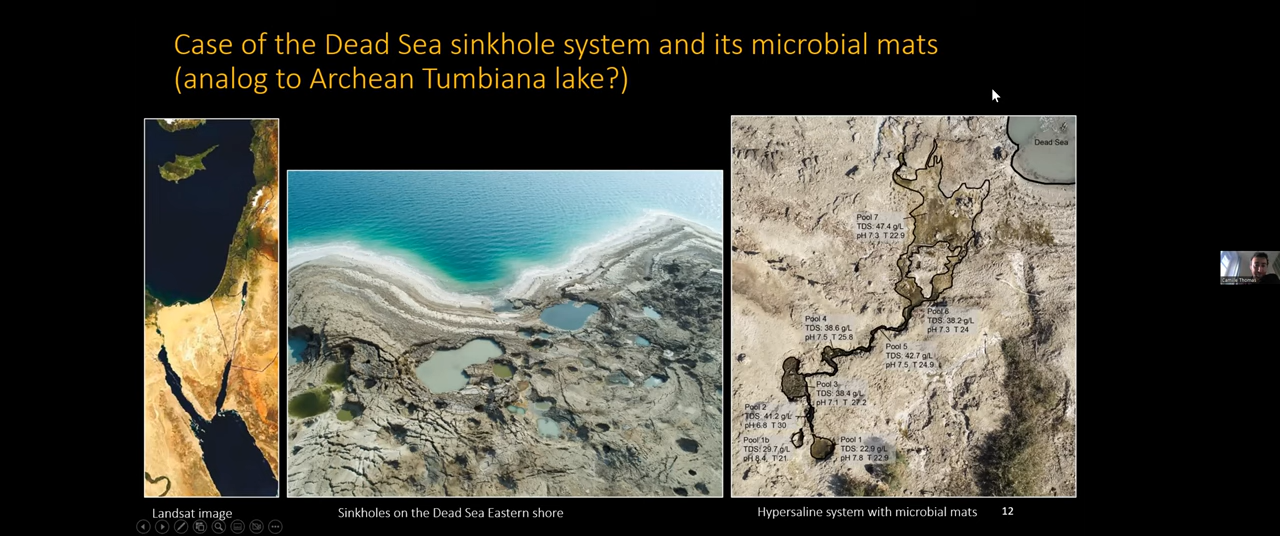 Case of the Dead Sea sinkhole system and its microbial mats
(analog to Archean Tumbiana lake?)
Dead Sea
Pool 7
TDS: 47.4 g/L
pH 7.3 T 22.9
Pool 6
TDS: 38.2 g/L
pH 7.3 T 24
Pool 4
TDS: 38.6 g/L
pH 7.5 T 25.8
Pool 5
TDS: 42.7 g/L
pH 7.5 T 24.9
Pool 3
TDS: 38.4 g/L
pH 7.1 T 27.2
Pool 2
TDS: 41.2 g/L
pH 6.8 T 30
Pool 1b
TDS: 29.7 g/L
pH 8.4 T 21
Pool 1
TDS: 22.9 g/L
pH 7.8 T 22.9
Camille Thomas
Landsat image
Sinkholes on the Dead Sea Eastern shore
Hypersaline system with microbial mats
12